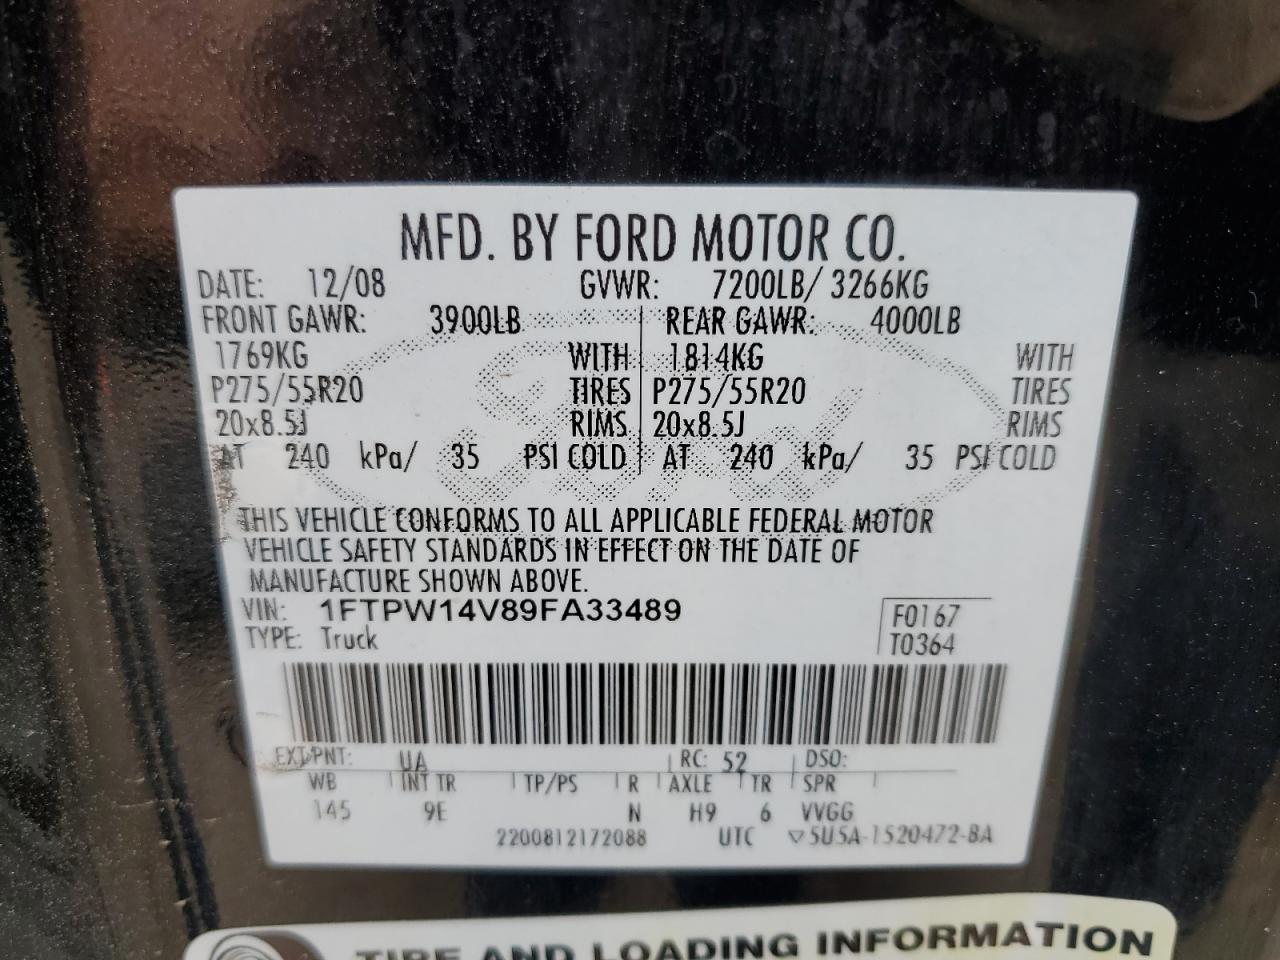 MFD. BY FORD MOTOR CO.
DATE: 12/08 GVWR: 7200LB/ 3266KG
FRONT GAWR: 3900LB REAR GAWR: 4000LB
1769KG WITH 1814KG WITH
P275/55R20 TIRES P275/55R20 TIRES
20x8.5J RIMS 20x8.5J RIMS
AT 240 kPa/ 35 PSI COLD AT 240 kPa/ 35 PSI COLD
THIS VEHICLE CONFORMS TO ALL APPLICABLE FEDERAL MOTOR
VEHICLE SAFETY STANDARDS IN EFFECT ON THE DATE OF
MANUFACTURE SHOWN ABOVE.
VIN: 1FTPW14V89FA33489 F0167
TYPE: Truck T0364
EXT PNT: UA RC: 52 DSO:
WB INT TR TP/PS R AXLE TR SPR
145 9E N H9 6 VVGG
2200812172088 UTC ▽5U5A-1520472-BA
TIRE AND LOADING INFORMATION